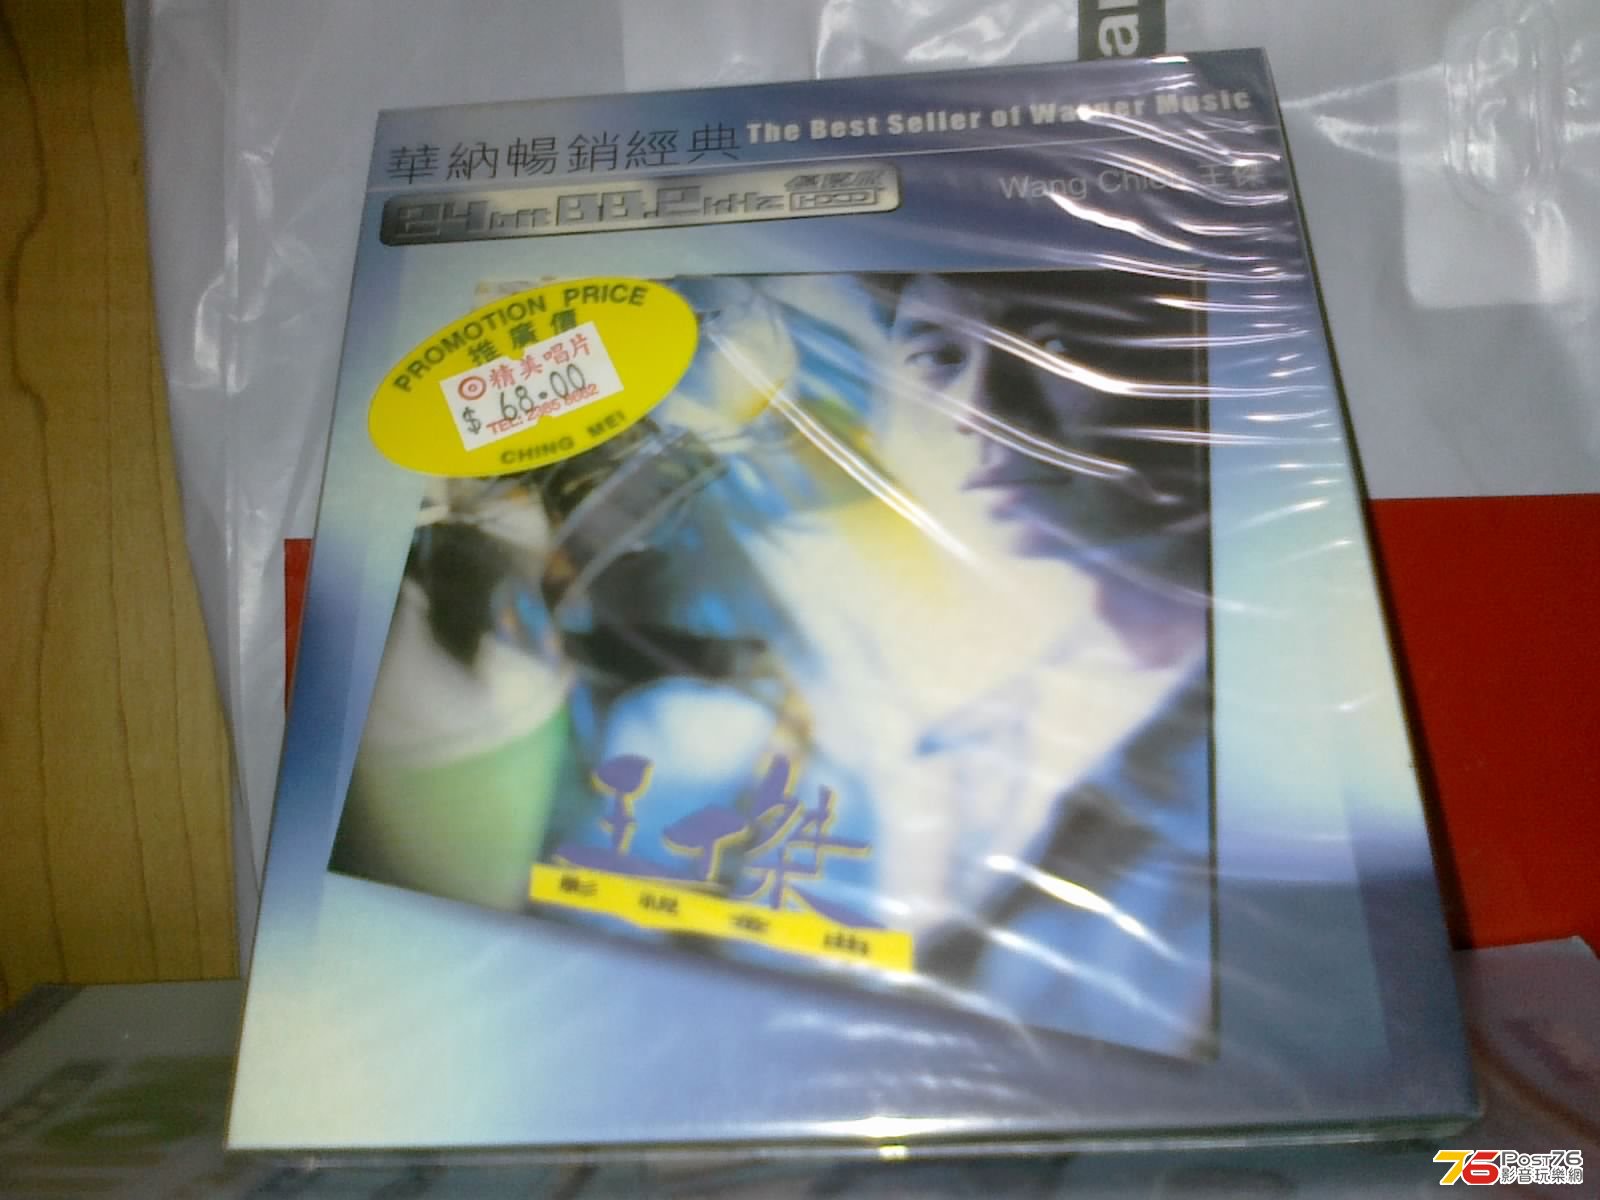 華納暢銷經典 The Best Seller of Warner Music
24bit 88.2kHz
Wang Chieh 王傑
PROMOTION PRICE
推廣價
精美唱片
$ 68.00
CHING MEI
王傑
影視金曲
Post76
影音玩樂網